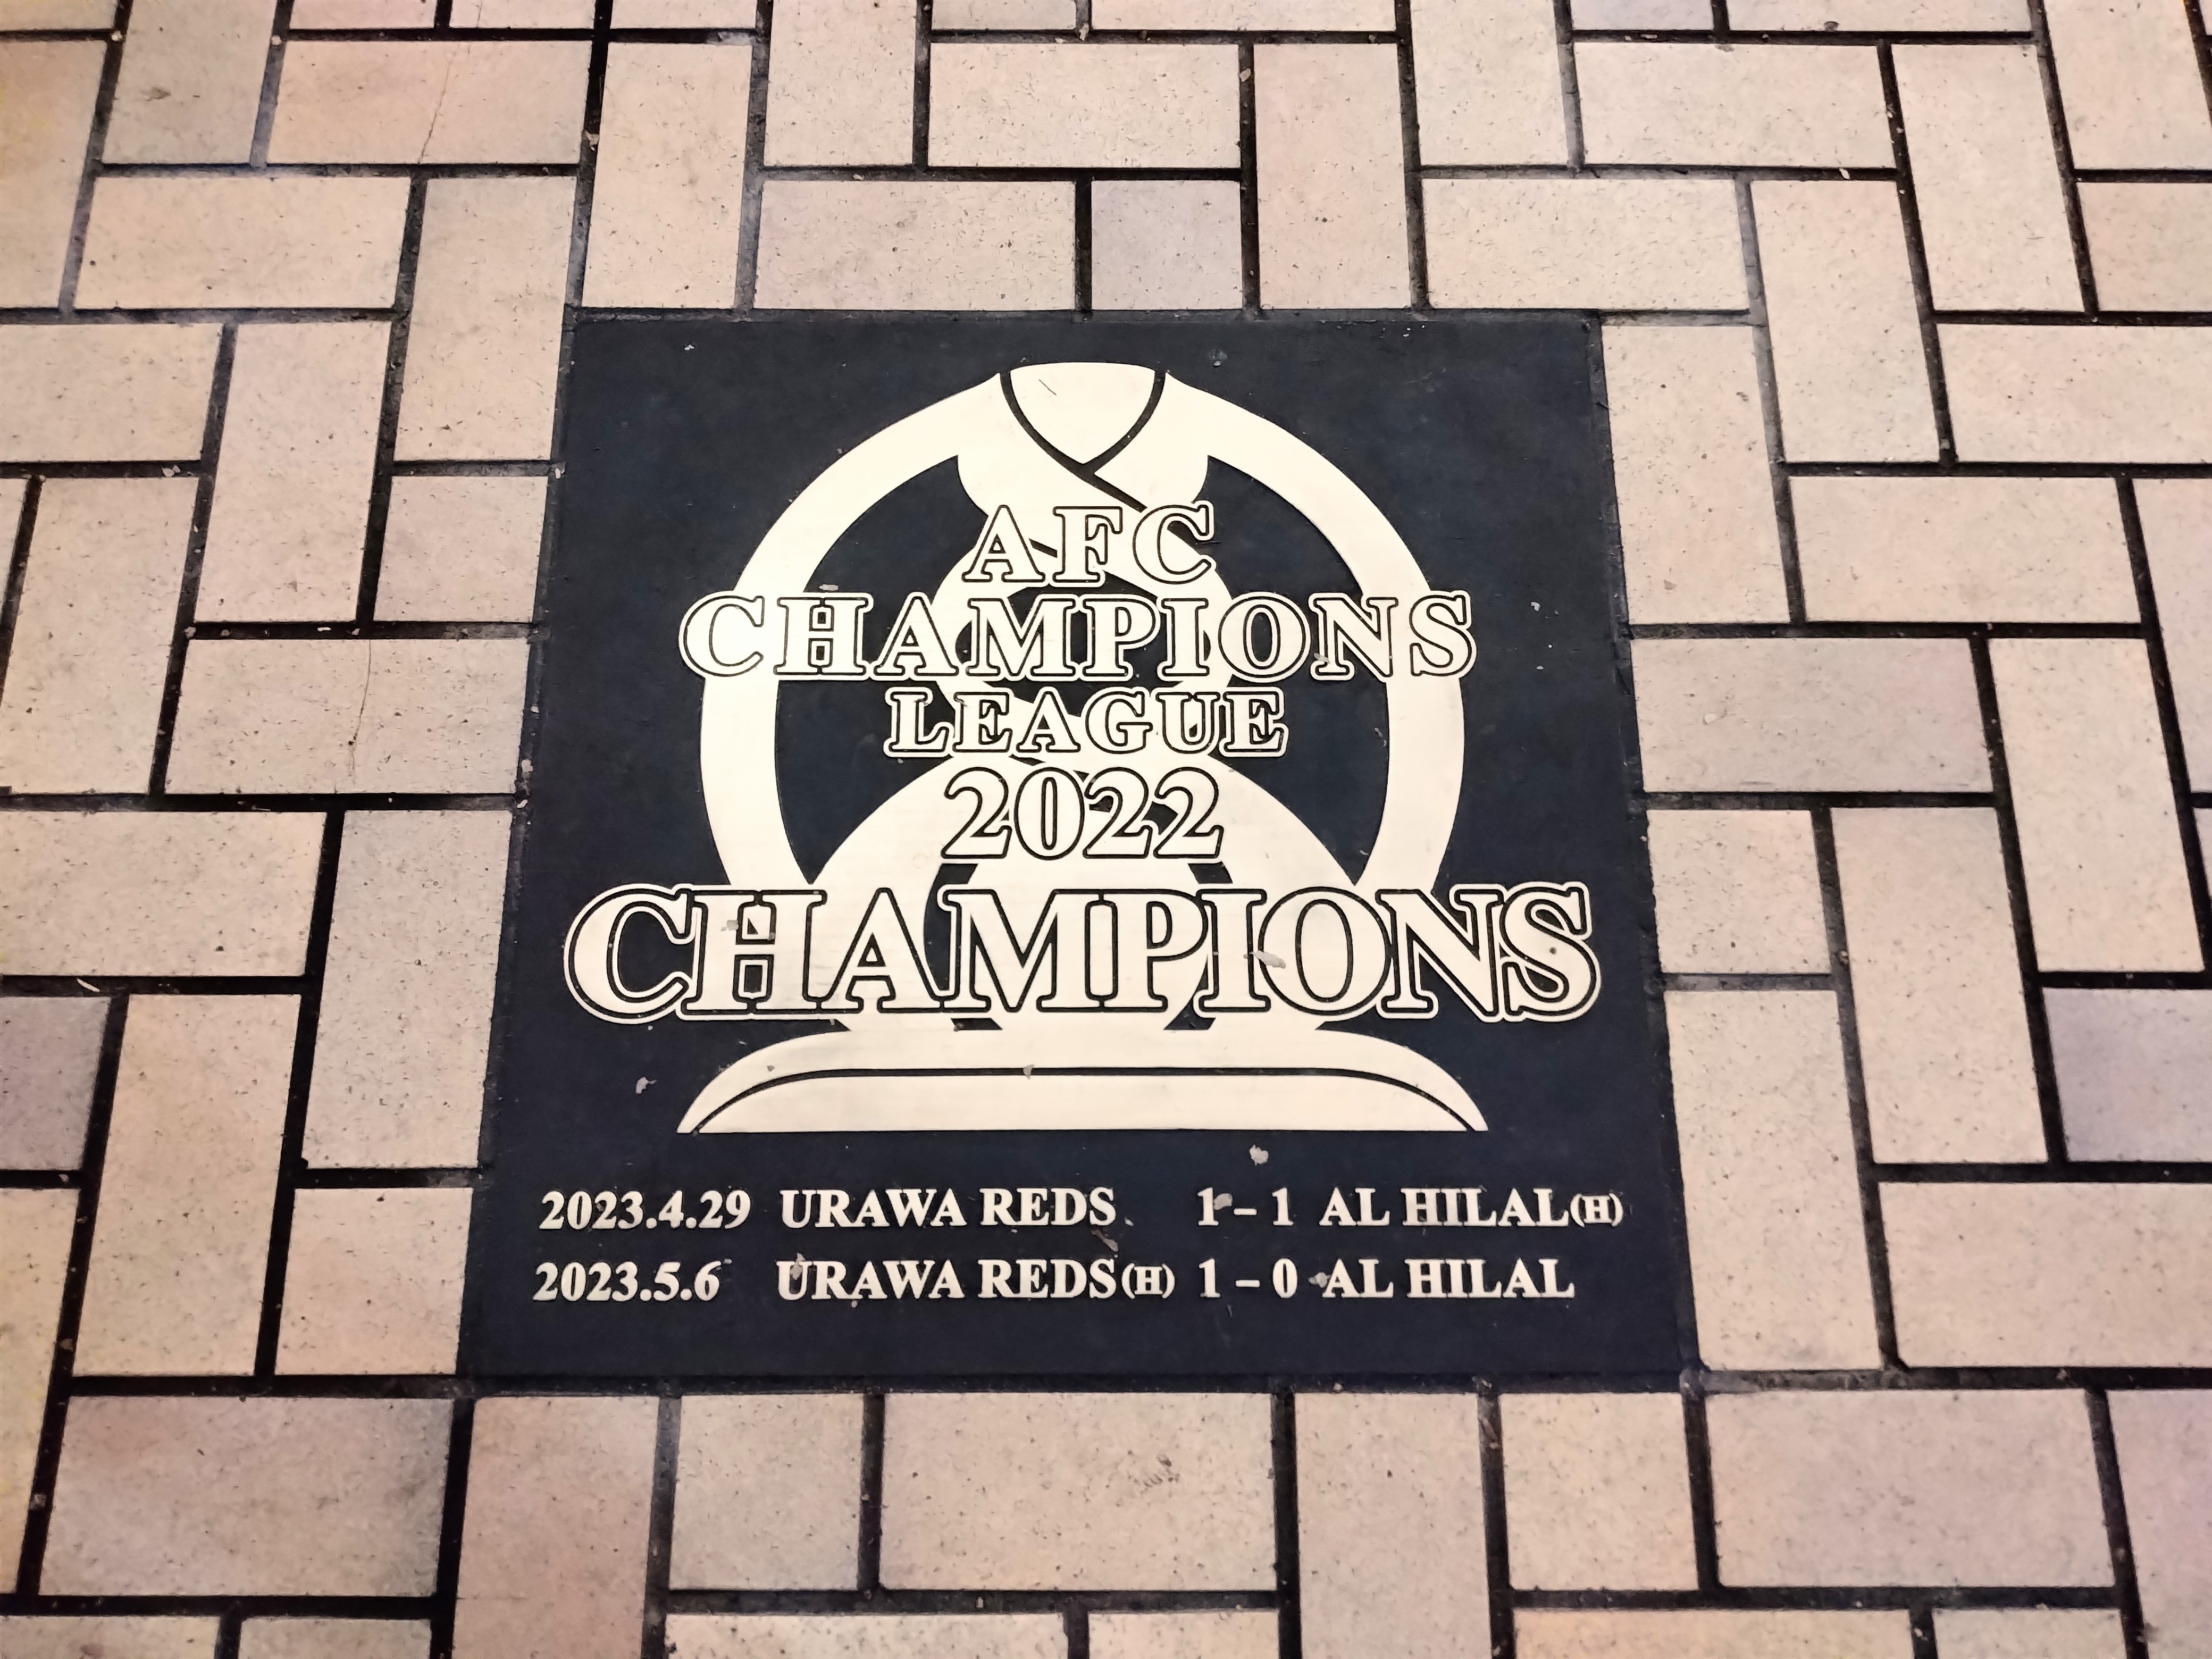 AFC
CHAMPIONS
LEAGUE
2022
CHAMPIONS
2023.4.29 URAWA REDS 1 – 1 AL HILAL(H)
2023.5.6 URAWA REDS(H) 1 – 0 AL HILAL